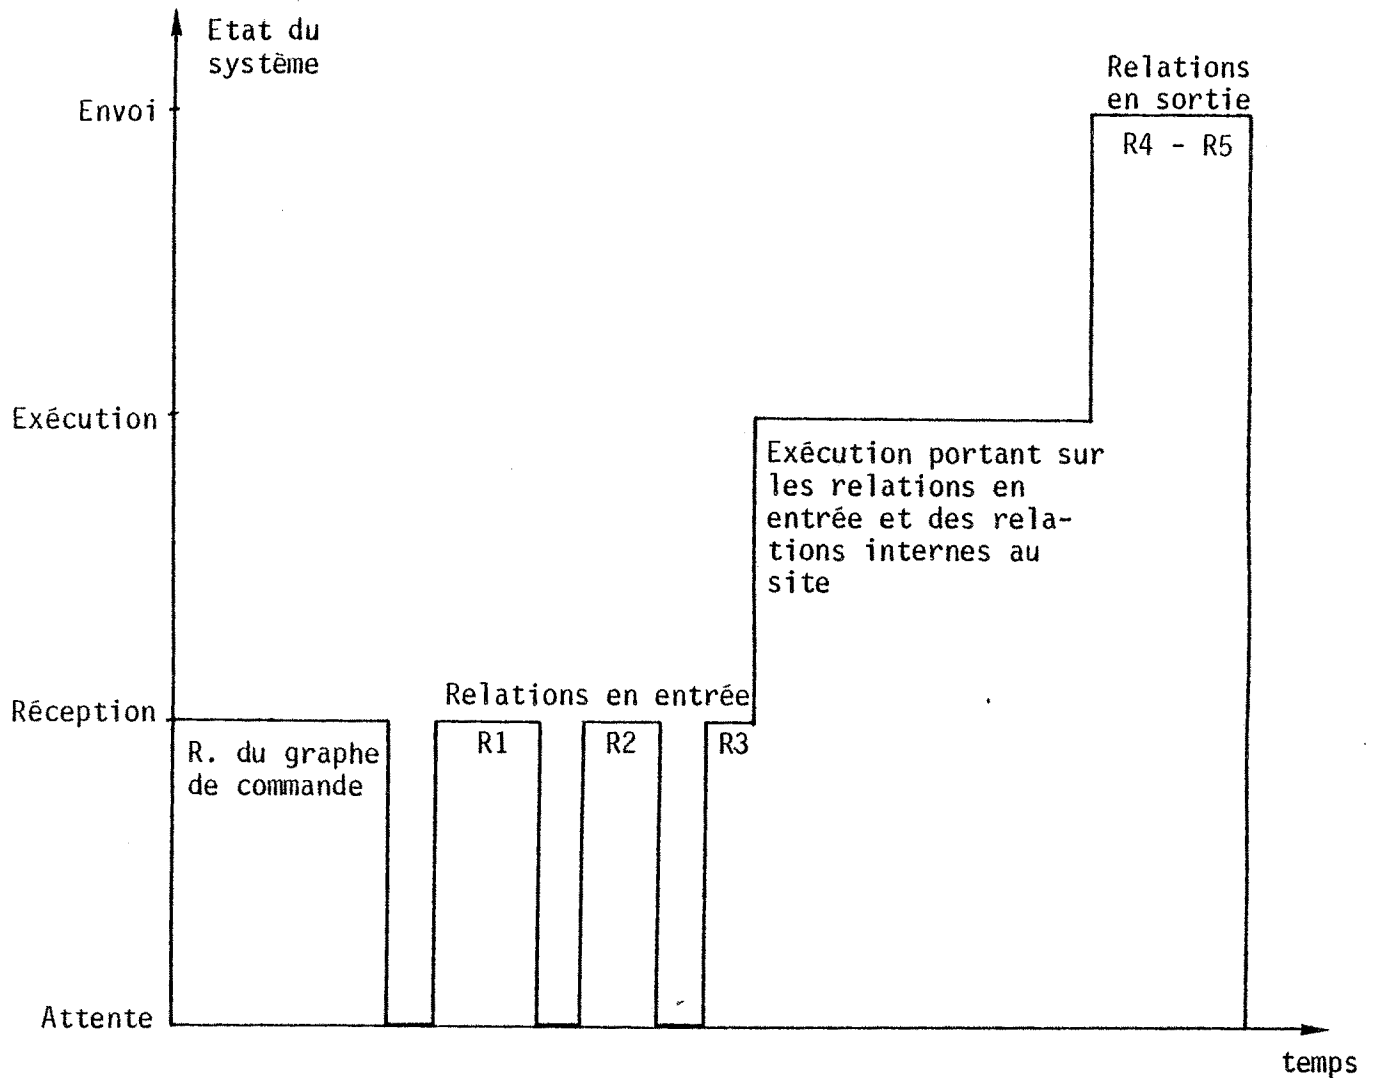 Etat du
système
Relations
en sortie
Envoi
R4 - R5
Exécution
Exécution portant sur
les relations en
entrée et des rela-
tions internes au
site
Relations en entrée
Réception
R1
R2
R3
R. du graphe
de commande
Attente
temps